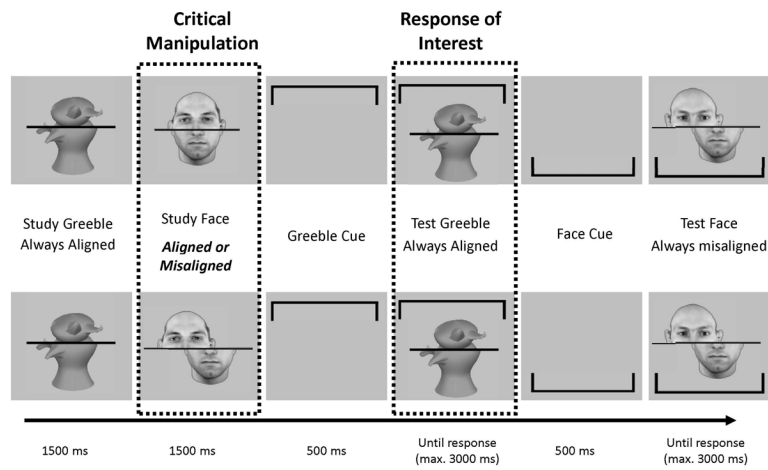 Critical
Manipulation
Response of
Interest
Study Greeble
Always Aligned
Study Face
Aligned or
Misaligned
Greeble Cue
Test Greeble
Always Aligned
Face Cue
Test Face
Always misaligned
1500 ms
1500 ms
500 ms
Until response
(max. 3000 ms)
500 ms
Until response
(max. 3000 ms)